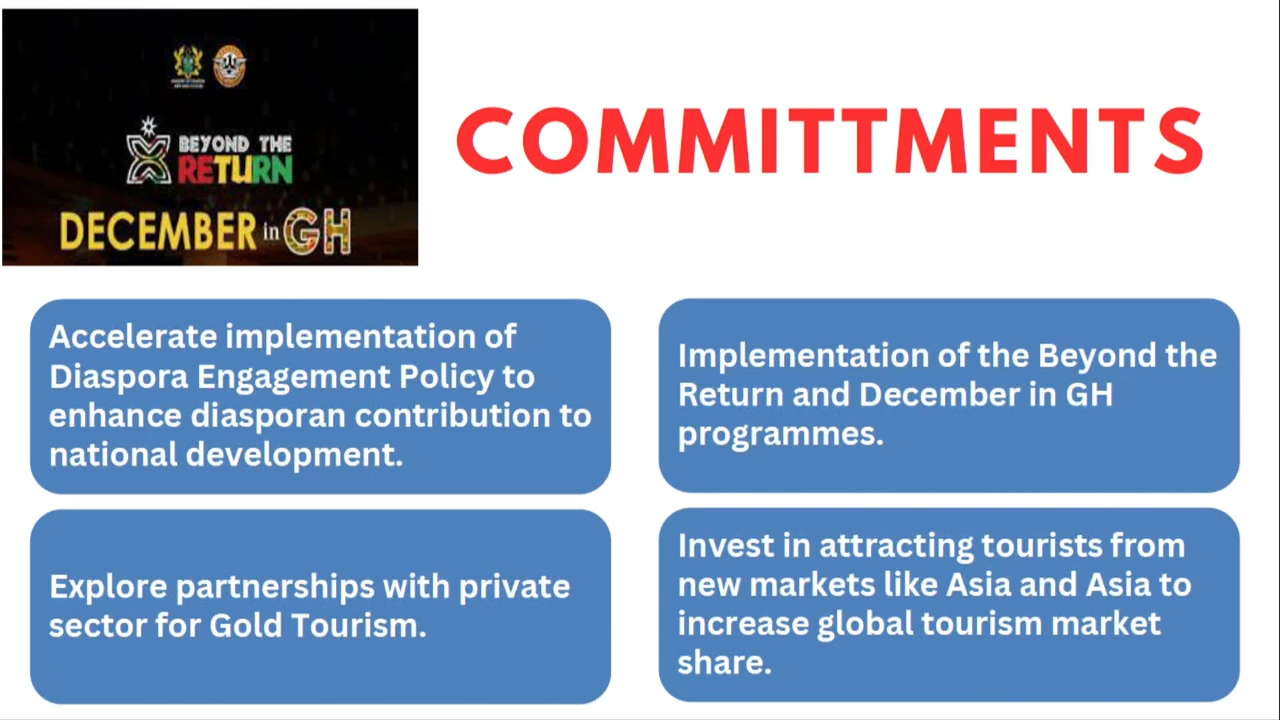 BEYOND THE
RETURN
DECEMBER in GH
COMMITTMENTS
Accelerate implementation of
Diaspora Engagement Policy to
enhance diasporan contribution to
national development.
Implementation of the Beyond the
Return and December in GH
programmes.
Explore partnerships with private
sector for Gold Tourism.
Invest in attracting tourists from
new markets like Asia and Asia to
increase global tourism market
share.